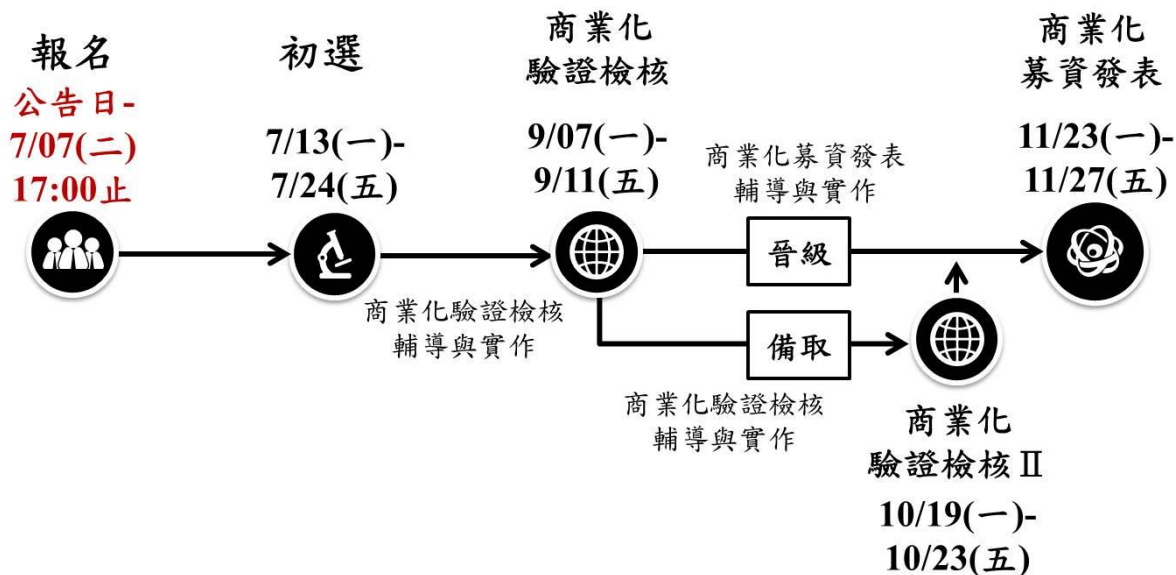 報名
公告日-
7/07(二)
17:00止
初選
7/13(一)-
7/24(五)
商業化驗證檢核
輔導與實作
商業化
驗證檢核
9/07(一)-
9/11(五)
商業化募資發表
輔導與實作
晉級
備取
商業化驗證檢核
輔導與實作
商業化
驗證檢核Ⅱ
10/19(一)-
10/23(五)
商業化
募資發表
11/23(一)-
11/27(五)